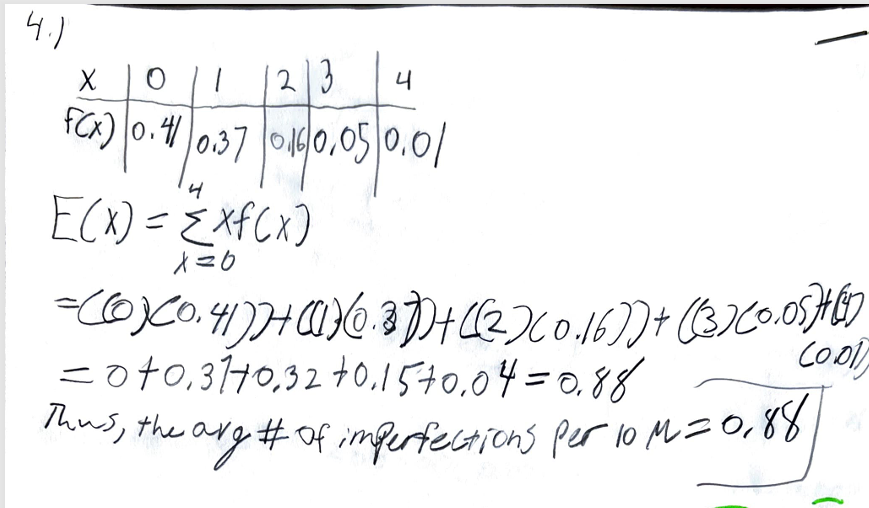 4.)
x | 0 | 1 | 2 | 3 | 4
f(x) | 0.41 | 0.37 | 0.16 | 0.05 | 0.01
E(X) = 4 Σ x=0 xf(x)
=((0)(0.41))+((1)(0.37))+((2)(0.16))+((3)(0.05)+(4)
(0.01))
= 0+0.37+0.32+0.15+0.04=0.88
Thus, the avg # of imperfections per 10 M = 0.88